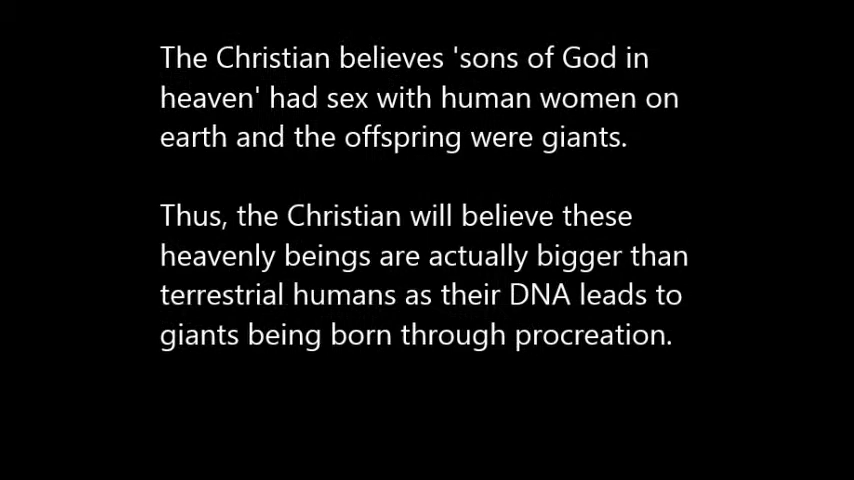 The Christian believes 'sons of God in
heaven' had sex with human women on
earth and the offspring were giants.
Thus, the Christian will believe these
heavenly beings are actually bigger than
terrestrial humans as their DNA leads to
giants being born through procreation.